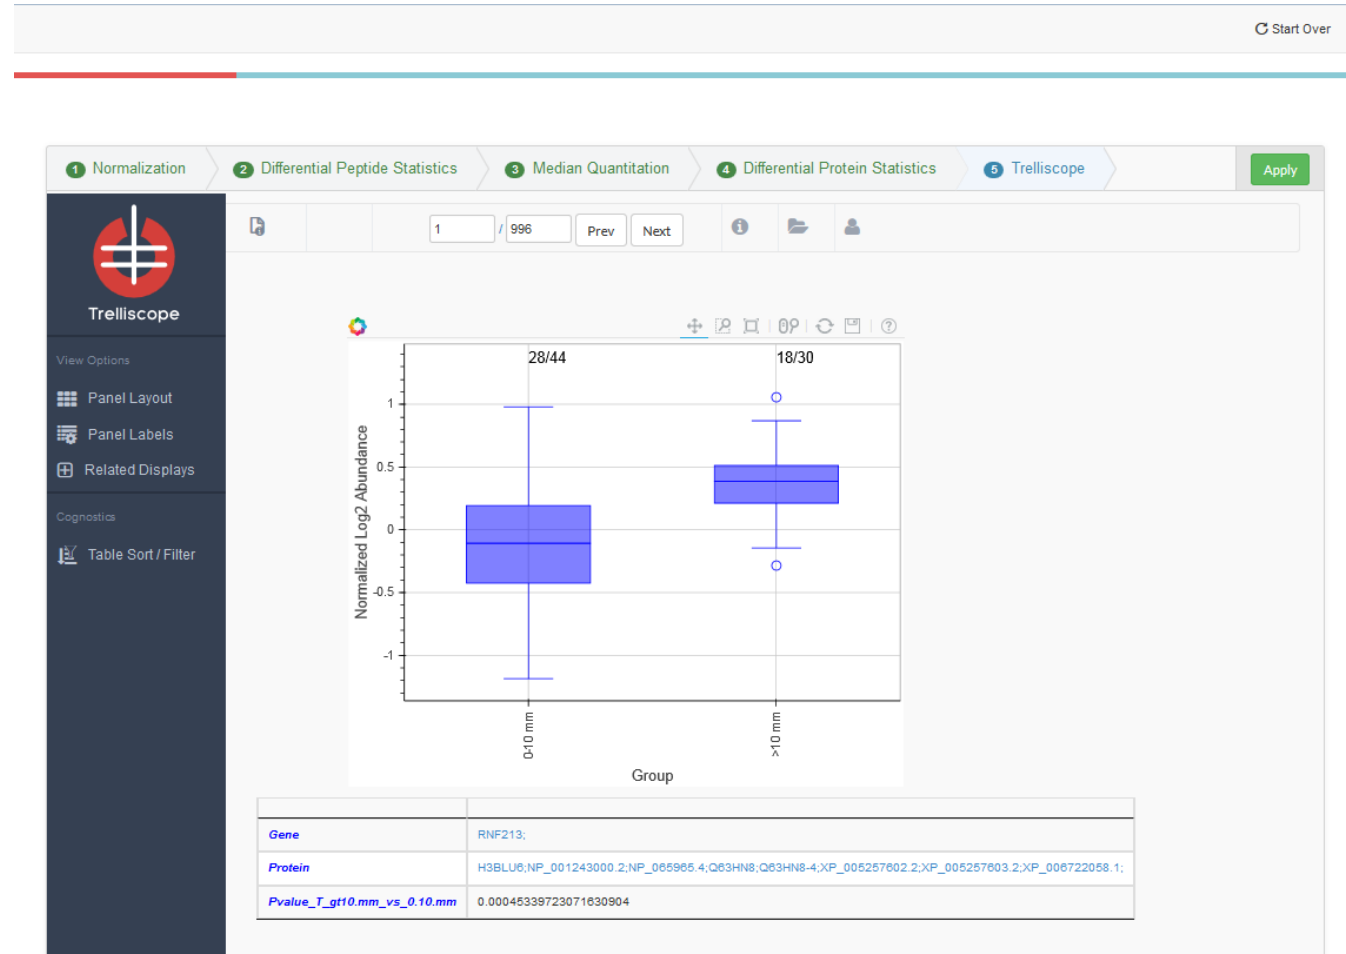 Start Over
1 Normalization 2 Differential Peptide Statistics 3 Median Quantitation 4 Differential Protein Statistics 5 Trelliscope Apply
1 / 996 Prev Next
Trelliscope
View Options
Panel Layout
Panel Labels
Related Displays
Cognostics
Table Sort / Filter
28/44 18/30
1
0.5
0
-0.5
-1
Normalized Log2 Abundance
0-10 mm
>10 mm
Group
Gene RNF213;
Protein H3BLU6;NP_001243000.2;NP_065965.4;Q63HN8;Q63HN8-4;XP_005257602.2;XP_005257603.2;XP_006722058.1;
Pvalue_T_gt10.mm_vs_0.10.mm 0.00045339723071630904